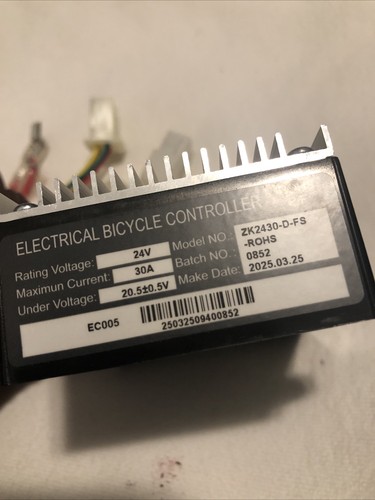 ELECTRICAL BICYCLE CONTROLLER
Rating Voltage: 24V
Maximun Current: 30A
Under Voltage: 20.5±0.5V
Model NO.: ZK2430-D-FS
-ROHS
Batch NO.: 0852
Make Date: 2025.03.25
EC005
25032509400852